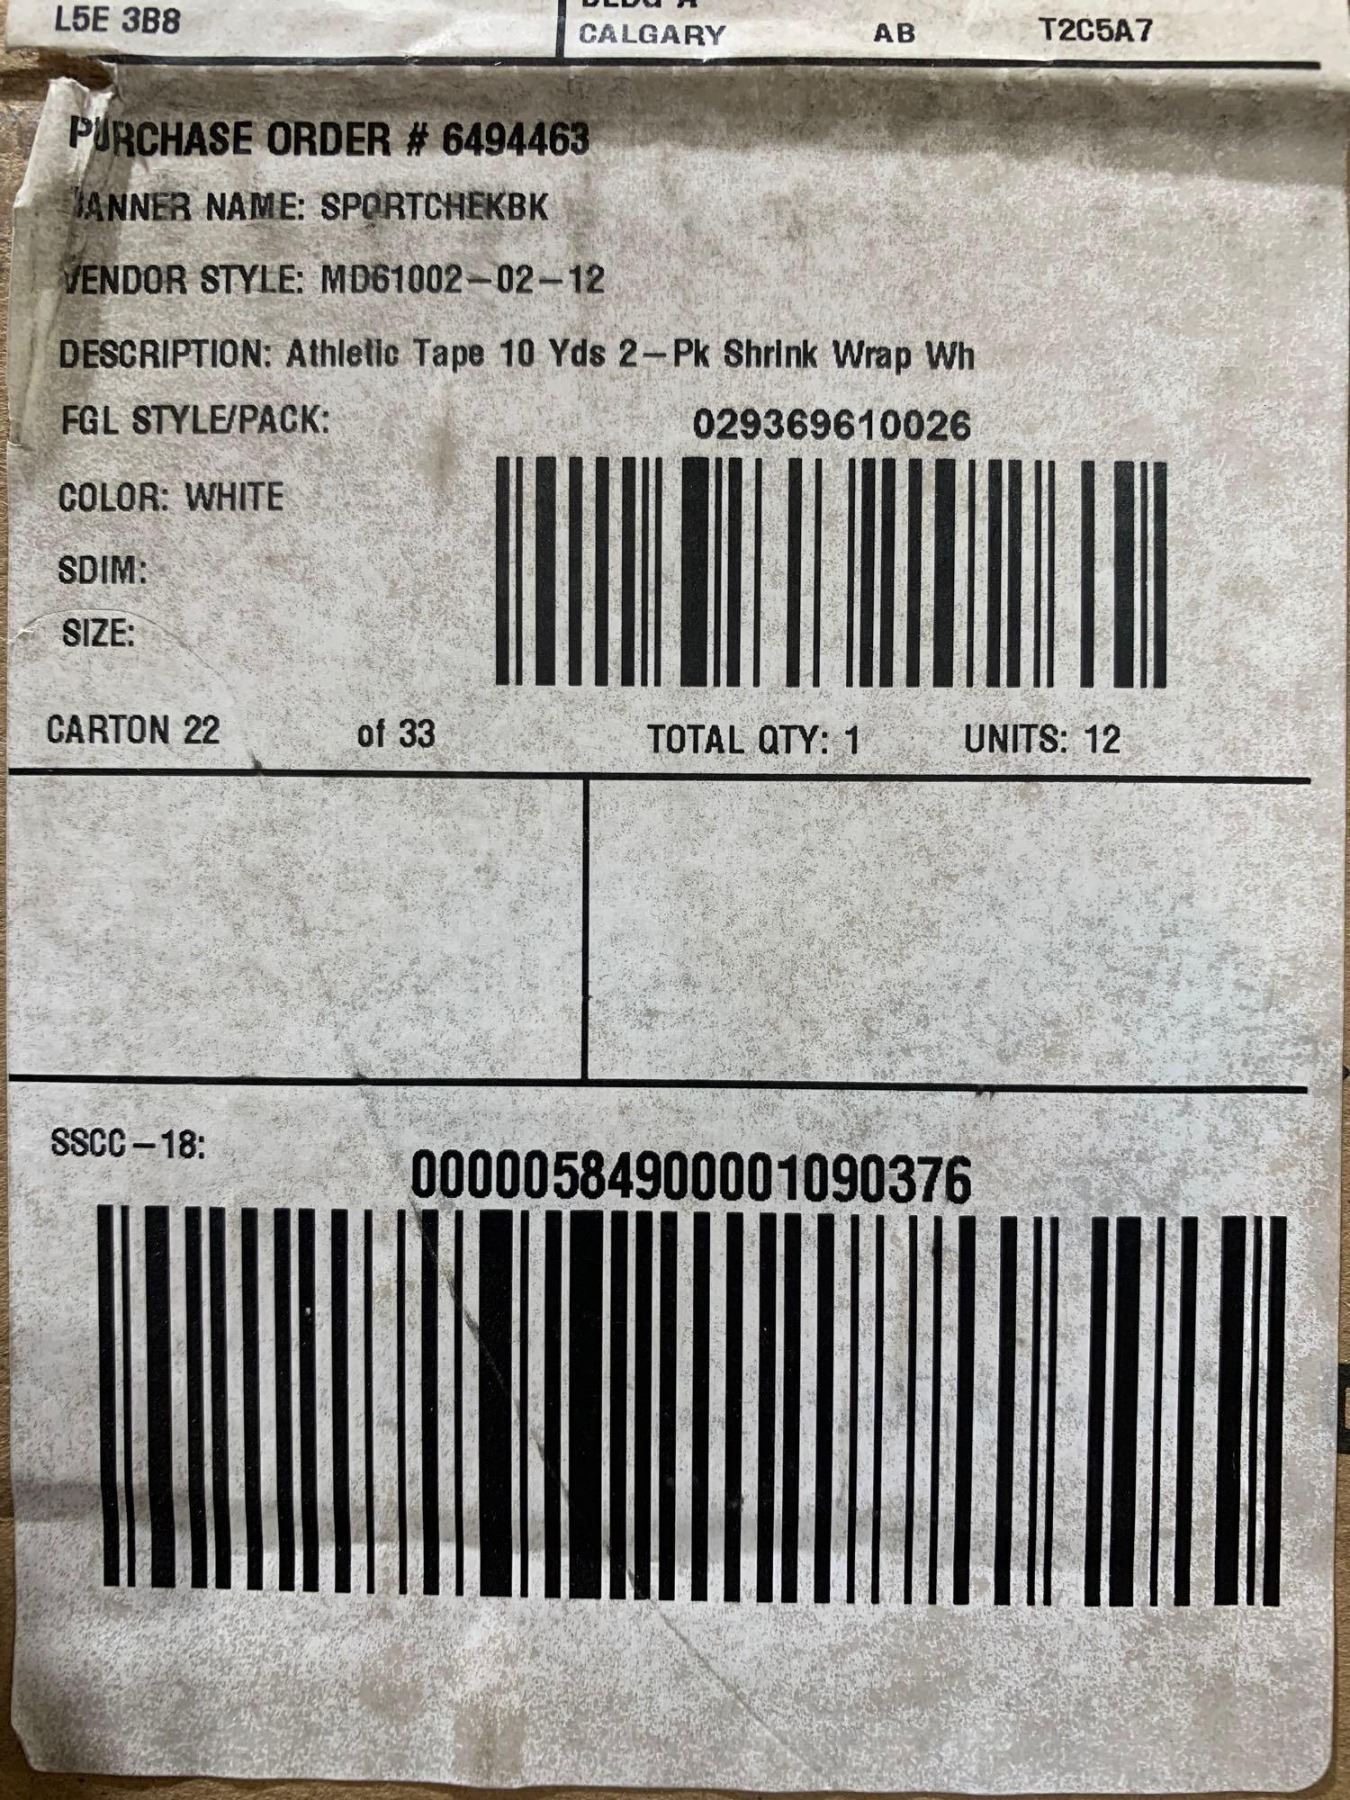 L5E 3B8
BLDG A
CALGARY AB T2C5A7
PURCHASE ORDER # 6494463
BANNER NAME: SPORTCHEKBK
VENDOR STYLE: MD61002-02-12
DESCRIPTION: Athletic Tape 10 Yds 2-Pk Shrink Wrap Wh
FGL STYLE/PACK:
029369610026
COLOR: WHITE
SDIM:
SIZE:
CARTON 22 of 33 TOTAL QTY: 1 UNITS: 12
SSCC-18:
00000584900001090376